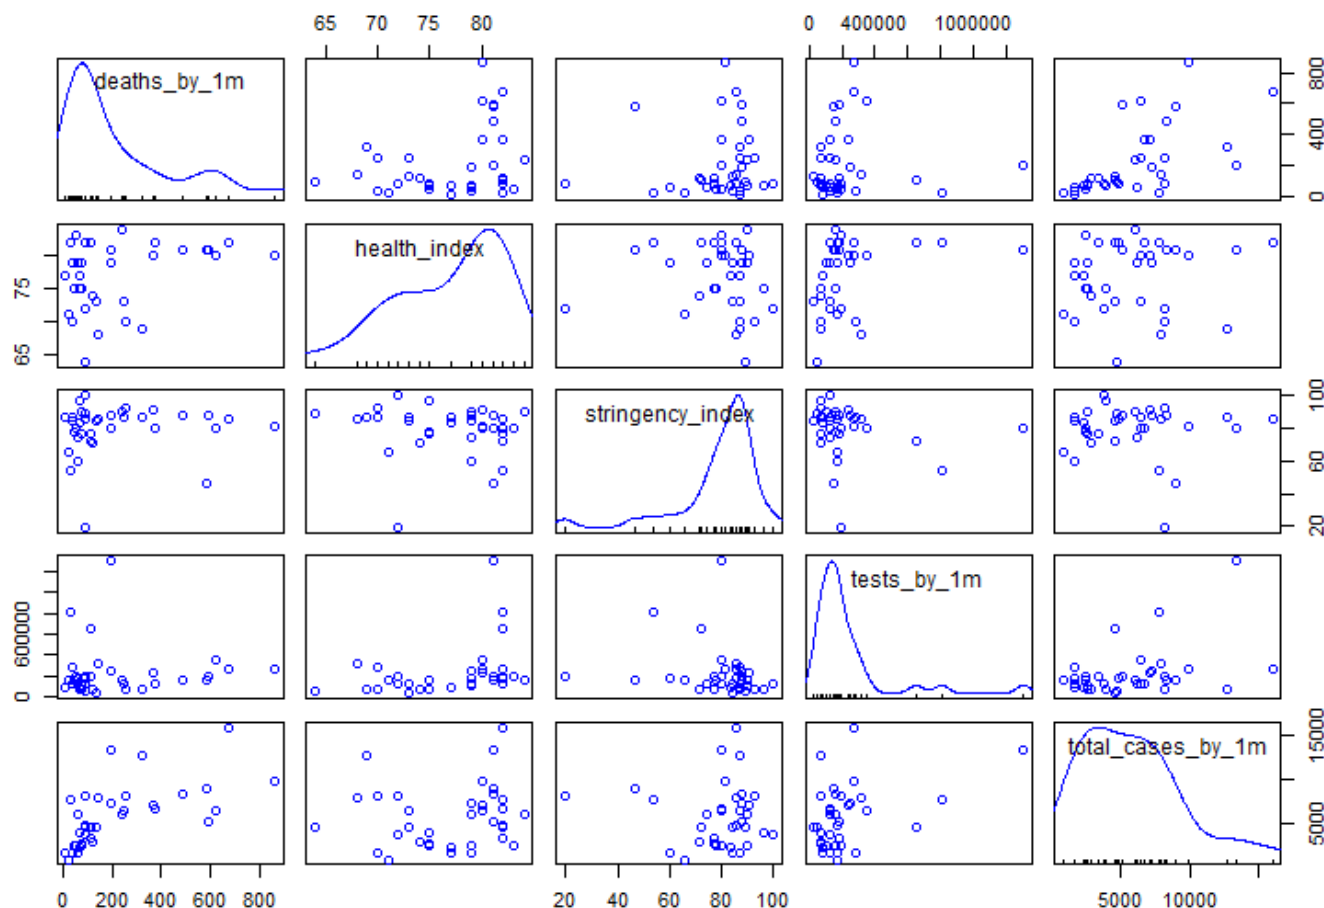 65 70 75 80
0 400000 1000000
deaths_by_1m
0 400 800
health_index
65 75
stringency_index
20 60 100
tests_by_1m
0 600000
total_cases_by_1m
5000 15000
0 200 400 600 800
20 40 60 80 100
5000 10000